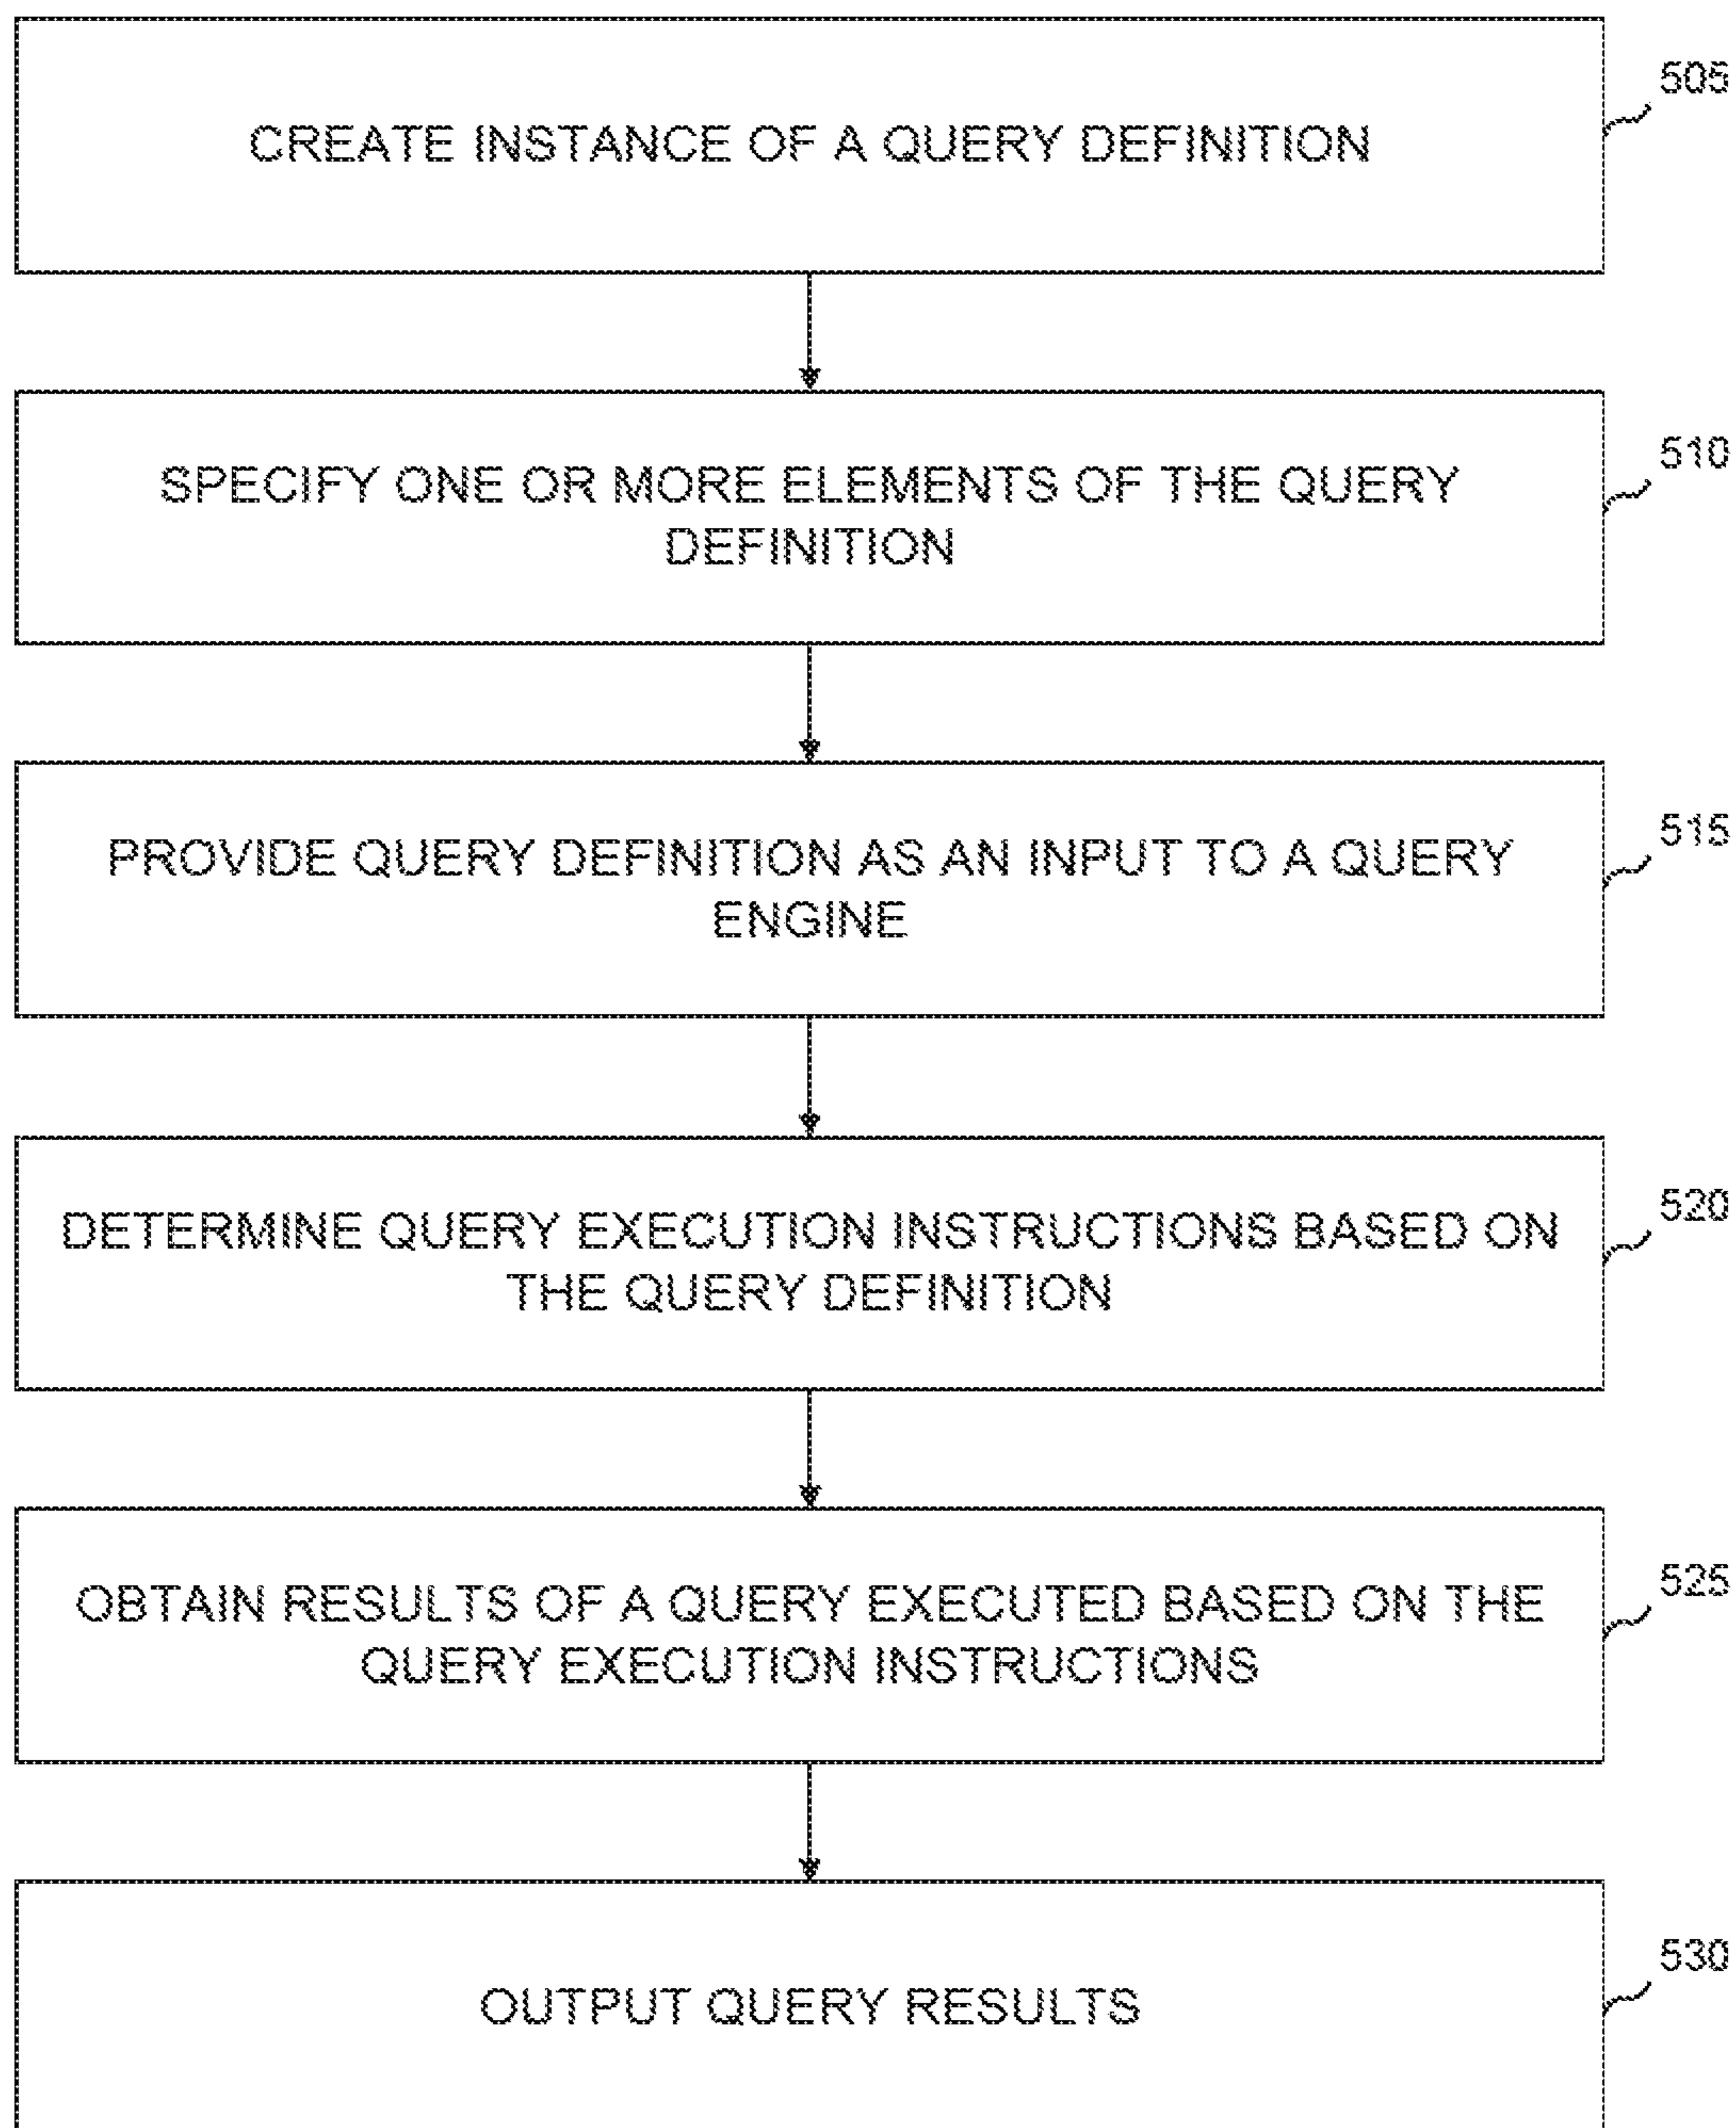 505
CREATE INSTANCE OF A QUERY DEFINITION
510
SPECIFY ONE OR MORE ELEMENTS OF THE QUERY
DEFINITION
515
PROVIDE QUERY DEFINITION AS AN INPUT TO A QUERY
ENGINE
520
DETERMINE QUERY EXECUTION INSTRUCTIONS BASED ON
THE QUERY DEFINITION
525
OBTAIN RESULTS OF A QUERY EXECUTED BASED ON THE
QUERY EXECUTION INSTRUCTIONS
530
OUTPUT QUERY RESULTS